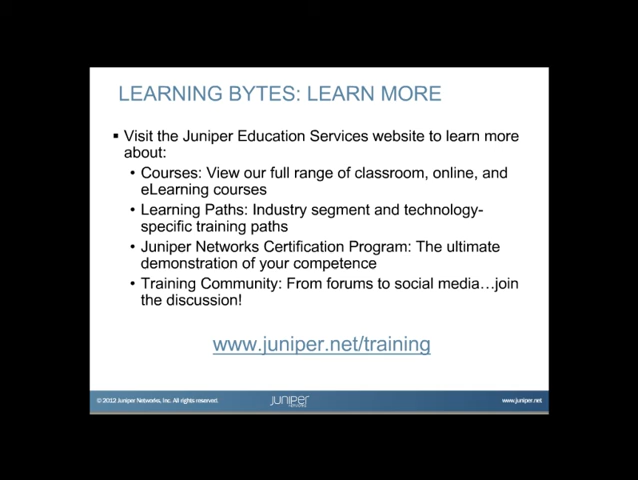 LEARNING BYTES: LEARN MORE
▪ Visit the Juniper Education Services website to learn more
about:
• Courses: View our full range of classroom, online, and
eLearning courses
• Learning Paths: Industry segment and technology-
specific training paths
• Juniper Networks Certification Program: The ultimate
demonstration of your competence
• Training Community: From forums to social media…join
the discussion!
www.juniper.net/training
© 2012 Juniper Networks, Inc. All rights reserved.
JUNIPER
NETWORKS
www.juniper.net